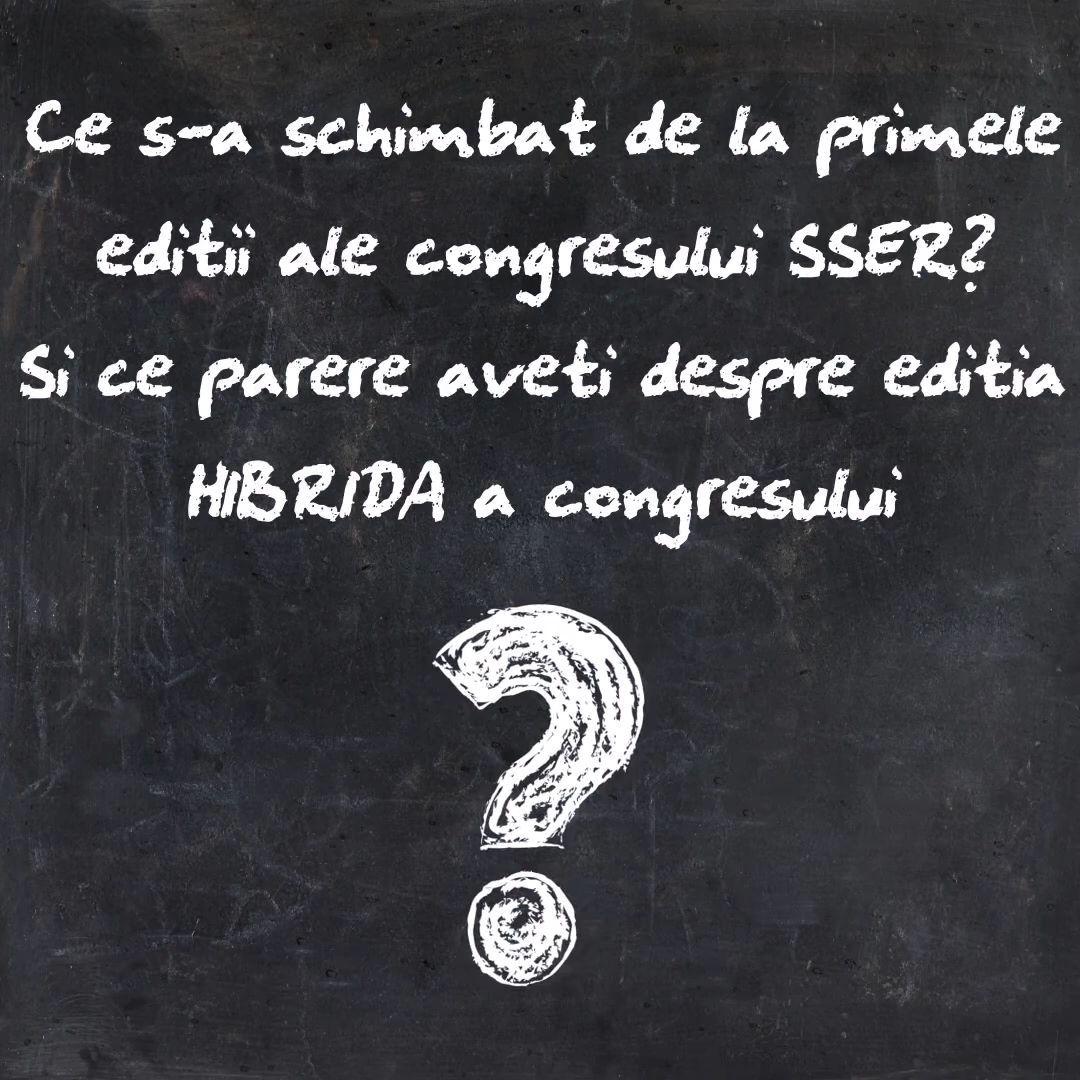 Ce s-a schimbat de la primele
editii ale congresului SSER?
Si ce parere aveti despre editia
HIBRIDA a congresului
?